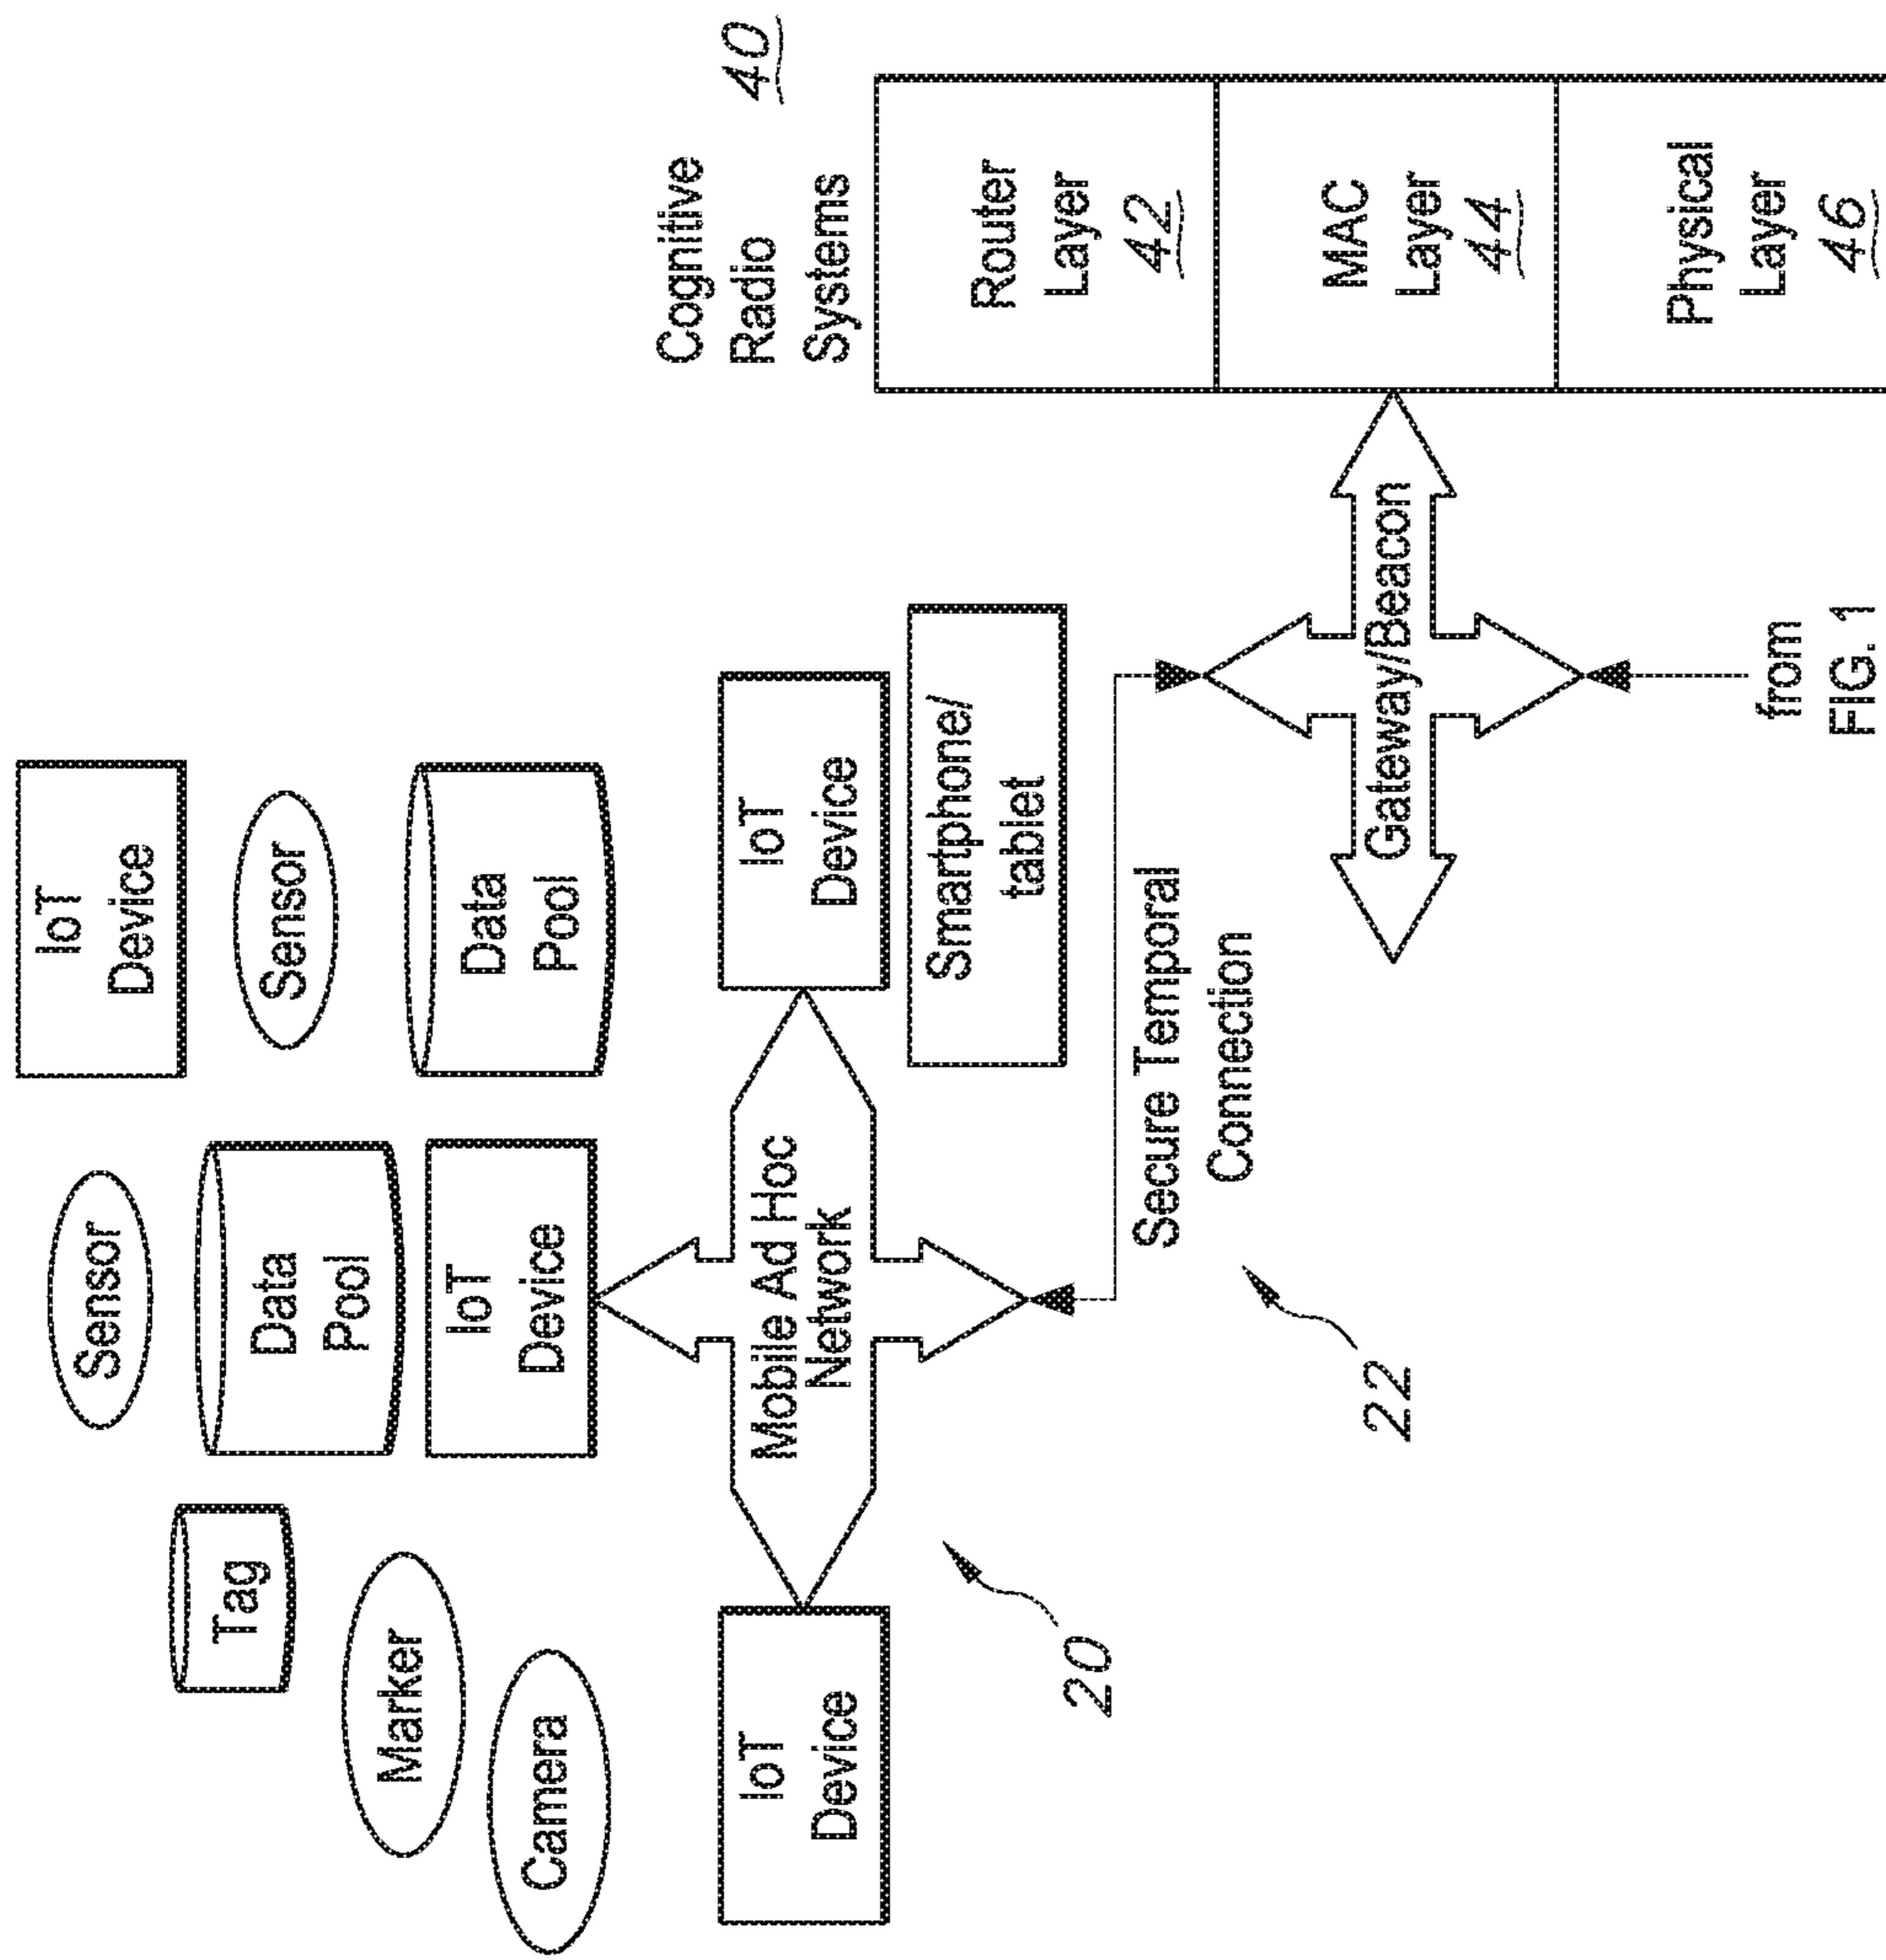 IoT
Device
Sensor
Sensor
Data
Pool
Tag
Data
Pool
Marker
IoT
Device
Camera
IoT
Device
Mobile Ad Hoc
Network
IoT
Device
Smartphone/
tablet
20
Secure Temporal
Connection
22
Gateway/Beacon
from
FIG. 1
Cognitive
Radio
Systems
40
Router
Layer
42
MAC
Layer
44
Physical
Layer
46